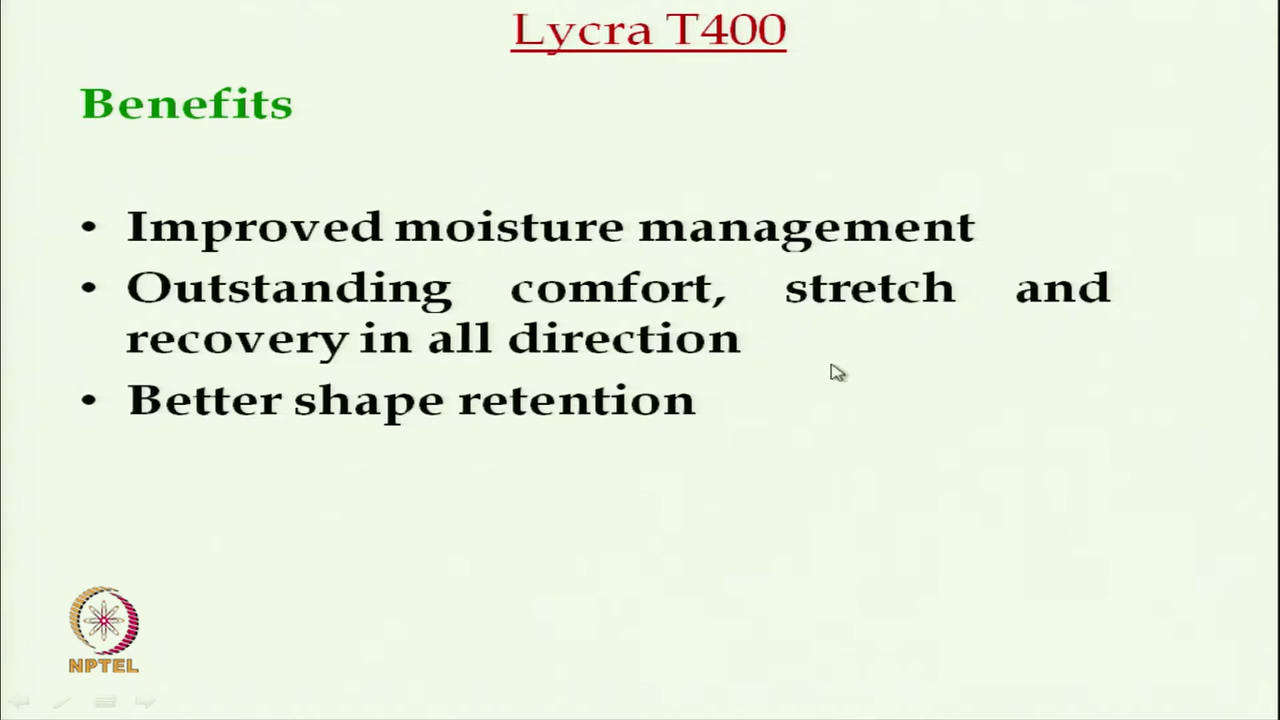 Lycra T400
Benefits
• Improved moisture management
• Outstanding comfort, stretch and
recovery in all direction
• Better shape retention
NPTEL